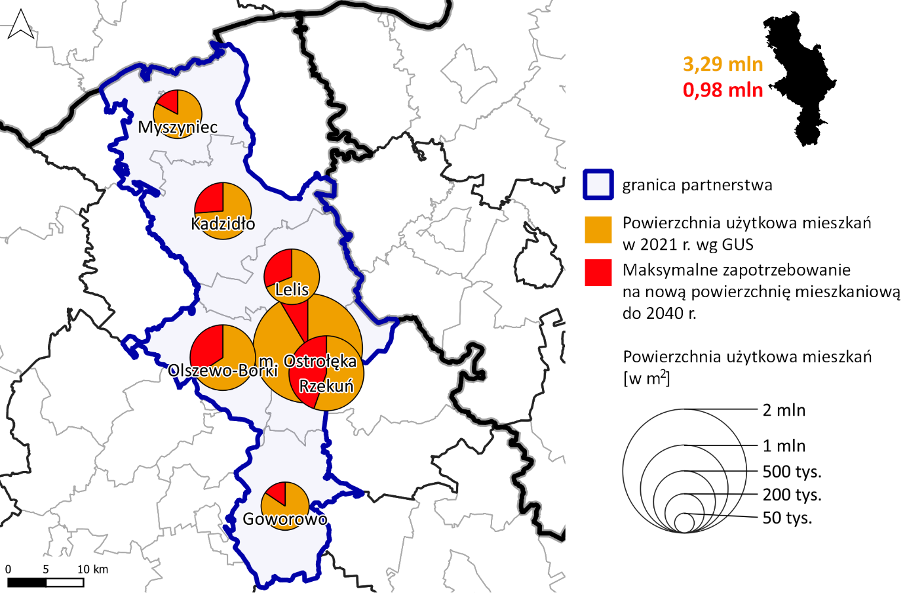 3,29 mln
0,98 mln
Myszyniec
Kadzidło
Lelis
m. Ostrołęka
Olszewo-Borki
Rzekuń
Goworowo
0 5 10 km
granica partnerstwa
Powierzchnia użytkowa mieszkań
w 2021 r. wg GUS
Maksymalne zapotrzebowanie
na nową powierzchnię mieszkaniową
do 2040 r.
Powierzchnia użytkowa mieszkań
[w m²]
2 mln
1 mln
500 tys.
200 tys.
50 tys.